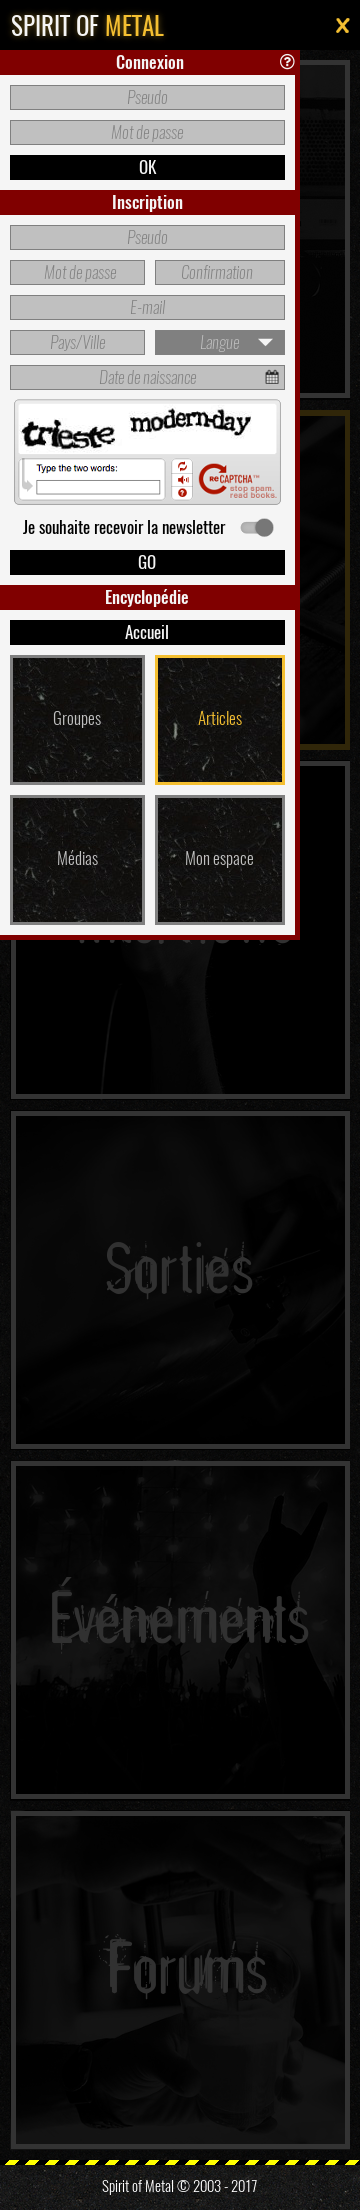 SPIRIT OF METAL X
Connexion ?
Pseudo
Mot de passe
OK
Inscription
Pseudo
Mot de passe Confirmation
E-mail
Pays/Ville Langue
Date de naissance
trieste modern-day
Type the two words:
reCAPTCHA™
stop spam.
read books.
Je souhaite recevoir la newsletter
GO
Encyclopédie
Accueil
Groupes Articles
Médias Mon espace
Sorties
Événements
Forums
Spirit of Metal © 2003 - 2017